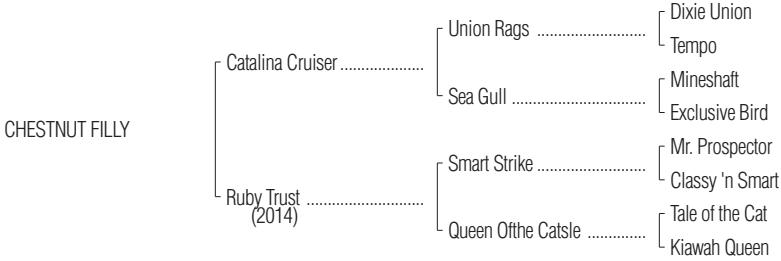 Dixie Union
Union Rags ....................
Tempo
Catalina Cruiser ...............
Mineshaft
Sea Gull .........................
Exclusive Bird
CHESTNUT FILLY
Mr. Prospector
Smart Strike ....................
Classy 'n Smart
Ruby Trust .....................
(2014)
Tale of the Cat
Queen Ofthe Catsle ...........
Kiawah Queen